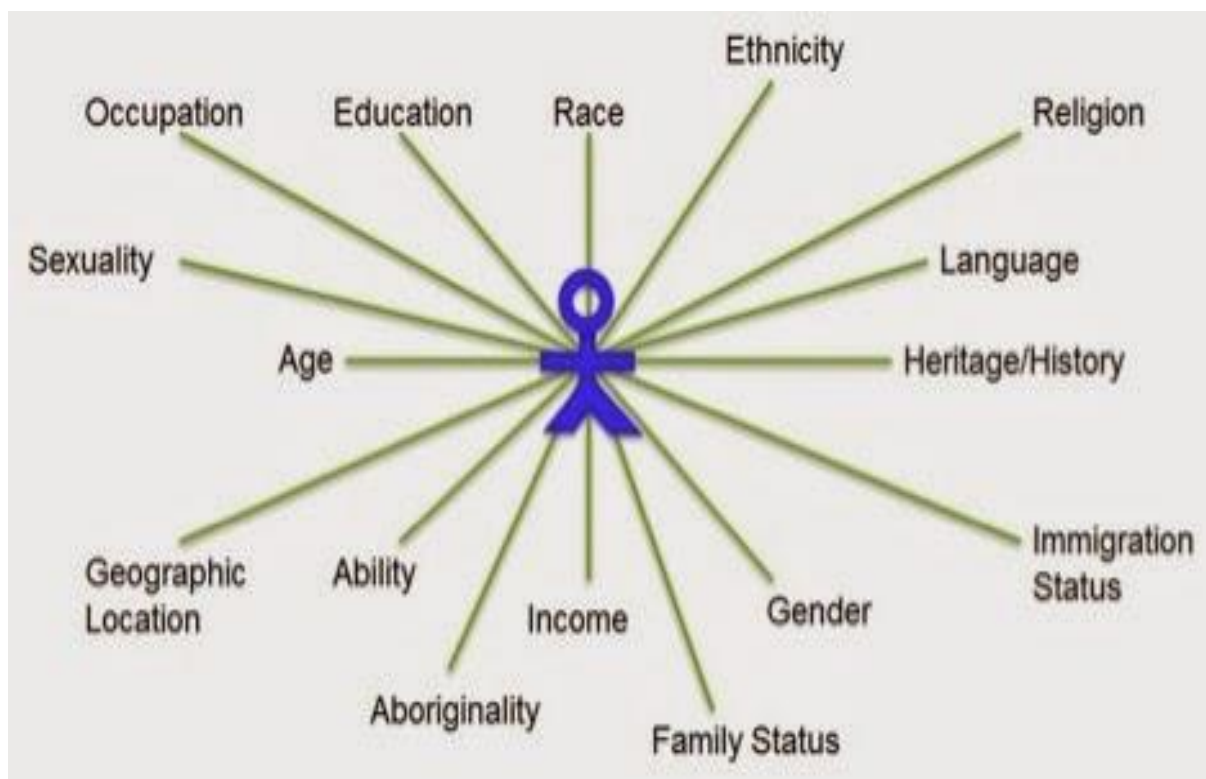 Ethnicity
Occupation
Education
Race
Religion
Sexuality
Language
Age
Heritage/History
Geographic
Location
Ability
Income
Gender
Immigration
Status
Aboriginality
Family Status